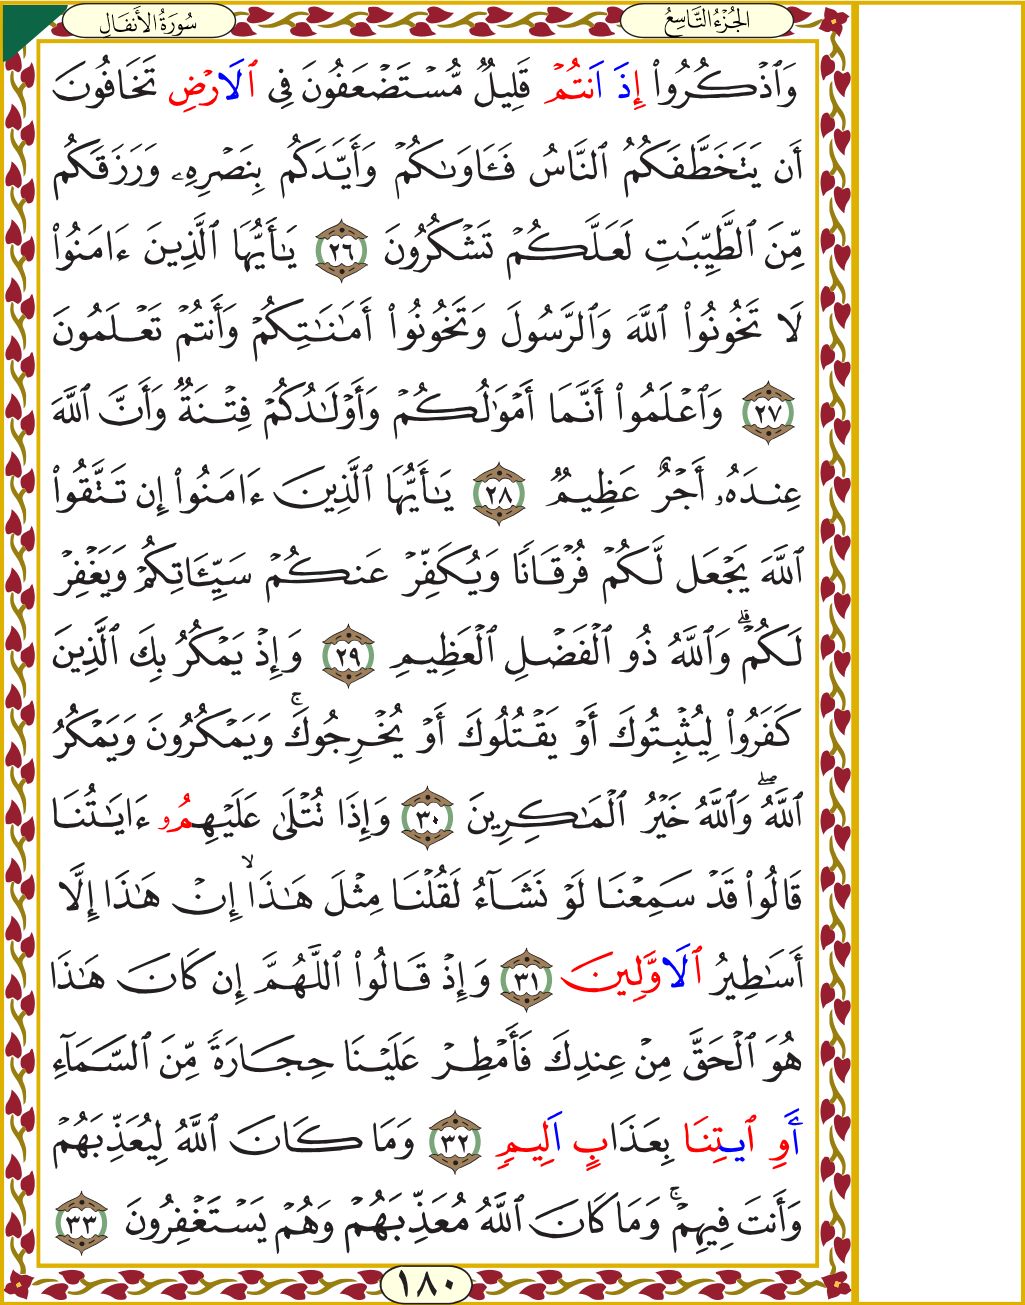 سُورَةُ الأَنفَالِ
الجُزْءُ التَّاسِعُ
وَٱذۡكُرُوٓاْ إِذَ اَنتُمۡ قَلِيلٞ مُّسۡتَضۡعَفُونَ فِي ٱلَارۡضِ تَخَافُونَ
أَن يَتَخَطَّفَكُمُ ٱلنَّاسُ فَـَٔاوَىٰكُمۡ وَأَيَّدَكُم بِنَصۡرِهِۦ وَرَزَقَكُم
مِّنَ ٱلطَّيِّبَٰتِ لَعَلَّكُمۡ تَشۡكُرُونَ ٢٦ يَٰٓأَيُّهَا ٱلَّذِينَ ءَامَنُواْ
لَا تَخُونُواْ ٱللَّهَ وَٱلرَّسُولَ وَتَخُونُوٓاْ أَمَٰنَٰتِكُمۡ وَأَنتُمۡ تَعۡلَمُونَ
٢٧ وَٱعۡلَمُوٓاْ أَنَّمَآ أَمۡوَٰلُكُمۡ وَأَوۡلَٰدُكُمۡ فِتۡنَةٞ وَأَنَّ ٱللَّهَ
عِندَهُۥٓ أَجۡرٌ عَظِيمٞ ٢٨ يَٰٓأَيُّهَا ٱلَّذِينَ ءَامَنُوٓاْ إِن تَتَّقُواْ
ٱللَّهَ يَجۡعَل لَّكُمۡ فُرۡقَانٗا وَيُكَفِّرۡ عَنكُمۡ سَيِّـَٔاتِكُمۡ وَيَغۡفِرۡ
لَكُمۡۗ وَٱللَّهُ ذُو ٱلۡفَضۡلِ ٱلۡعَظِيمِ ٢٩ وَإِذۡ يَمۡكُرُ بِكَ ٱلَّذِينَ
كَفَرُواْ لِيُثۡبِتُوكَ أَوۡ يَقۡتُلُوكَ أَوۡ يُخۡرِجُوكَۚ وَيَمۡكُرُونَ وَيَمۡكُرُ
ٱللَّهُۖ وَٱللَّهُ خَيۡرُ ٱلۡمَٰكِرِينَ ٣٠ وَإِذَا تُتۡلَىٰ عَلَيۡهِمُۥٓ ءَايَٰتُنَا
قَالُواْ قَدۡ سَمِعۡنَا لَوۡ نَشَآءُ لَقُلۡنَا مِثۡلَ هَٰذَآۙ إِنۡ هَٰذَآ إِلَّآ
أَسَٰطِيرُ ٱلَاوَّلِينَ ٣١ وَإِذۡ قَالُواْ ٱللَّهُمَّ إِن كَانَ هَٰذَا
هُوَ ٱلۡحَقَّ مِنۡ عِندِكَ فَأَمۡطِرۡ عَلَيۡنَا حِجَارَةٗ مِّنَ ٱلسَّمَآءِ
أَوِ ٱيتِنَا بِعَذَابٍ اَلِيمٖ ٣٢ وَمَا كَانَ ٱللَّهُ لِيُعَذِّبَهُمۡ
وَأَنتَ فِيهِمۡۚ وَمَا كَانَ ٱللَّهُ مُعَذِّبَهُمۡ وَهُمۡ يَسۡتَغۡفِرُونَ ٣٣
١٨٠